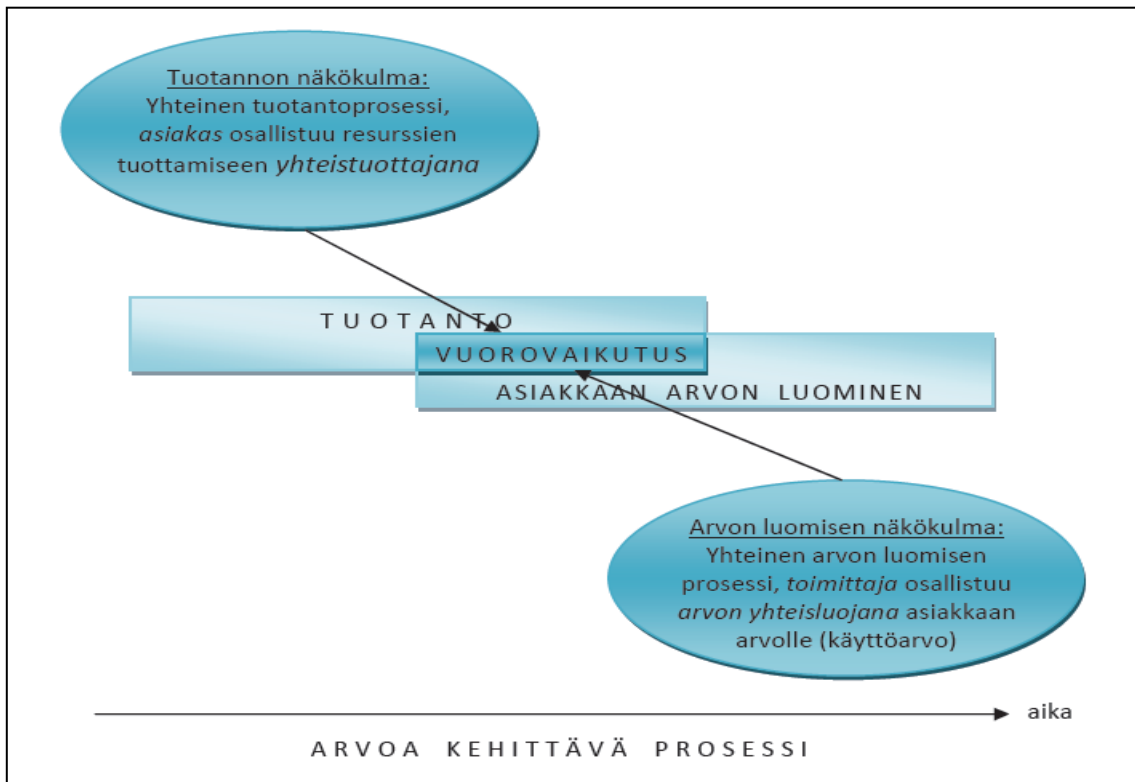 Tuotannon näkökulma:
Yhteinen tuotantoprosessi,
asiakas osallistuu resurssien
tuottamiseen yhteistuottajana
TUOTANTO
VUOROVAIKUTUS
ASIAKKAAN ARVON LUOMINEN
Arvon luomisen näkökulma:
Yhteinen arvon luomisen
prosessi, toimittaja osallistuu
arvon yhteisluojana asiakkaan
arvolle (käyttöarvo)
aika
ARVOA KEHITTÄVÄ PROSESSI